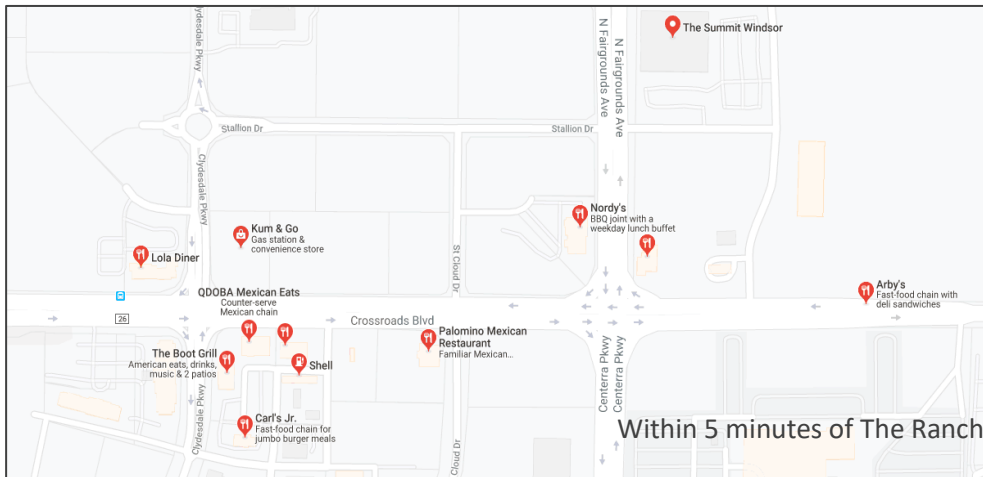 Clydesdale Pkwy
N Fairgrounds Ave
N Fairgrounds Ave
The Summit Windsor
Stallion Dr
Stallion Dr
Clydesdale Pkwy
Nordy's
BBQ joint with a
weekday lunch buffet
Kum & Go
Gas station &
convenience store
St Cloud Dr
Lola Diner
QDOBA Mexican Eats
Counter-serve
Mexican chain
Arby's
Fast-food chain with
deli sandwiches
26
Crossroads Blvd
Palomino Mexican
Restaurant
Familiar Mexican...
The Boot Grill
American eats, drinks,
music & 2 patios
Shell
Centerra Pkwy
Centerra Pkwy
Carl's Jr.
Fast-food chain for
jumbo burger meals
Clydesdale Pkwy
Cloud Dr
Within 5 minutes of The Ranch